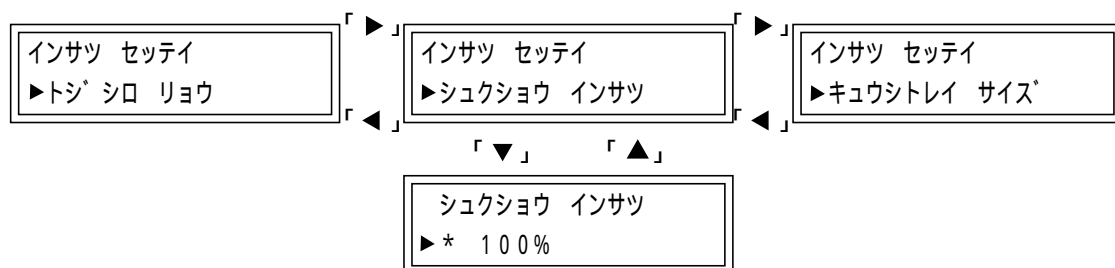 インサツ セッテイ
▶トジシロ リョウ
「▶」
「◀」
インサツ セッテイ
▶シュクショウ インサツ
「▶」
「◀」
インサツ セッテイ
▶キュウシトレイ サイズ
「▼」 「▲」
シュクショウ インサツ
▶* 100%